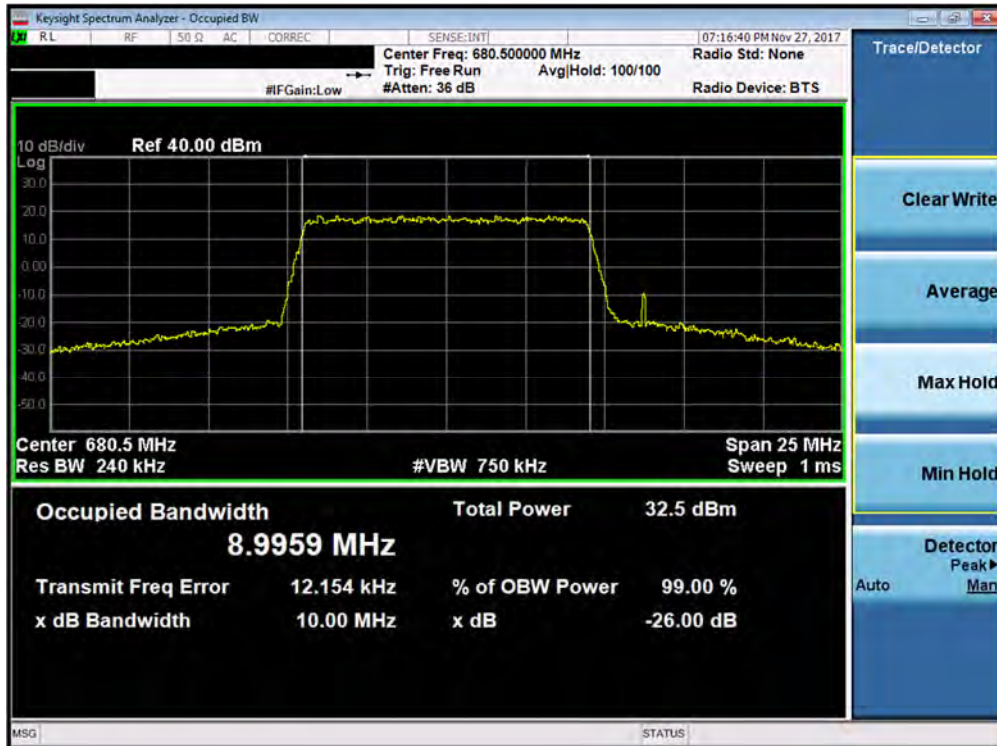 Keysight Spectrum Analyzer - Occupied BW
LXI RL RF 50 Ω AC CORREC SENSE:INT 07:16:40 PM Nov 27, 2017
Center Freq: 680.500000 MHz Radio Std: None
Trig: Free Run Avg|Hold: 100/100
#IFGain:Low #Atten: 36 dB Radio Device: BTS
10 dB/div Ref 40.00 dBm
Log
30.0
20.0
10.0
0.00
-10.0
-20.0
-30.0
-40.0
-50.0
Center 680.5 MHz Span 25 MHz
Res BW 240 kHz #VBW 750 kHz Sweep 1 ms
Occupied Bandwidth Total Power 32.5 dBm
8.9959 MHz
Transmit Freq Error 12.154 kHz % of OBW Power 99.00 %
x dB Bandwidth 10.00 MHz x dB -26.00 dB
MSG STATUS
Trace/Detector
Clear Write
Average
Max Hold
Min Hold
Detector
Peak▶
Auto Man